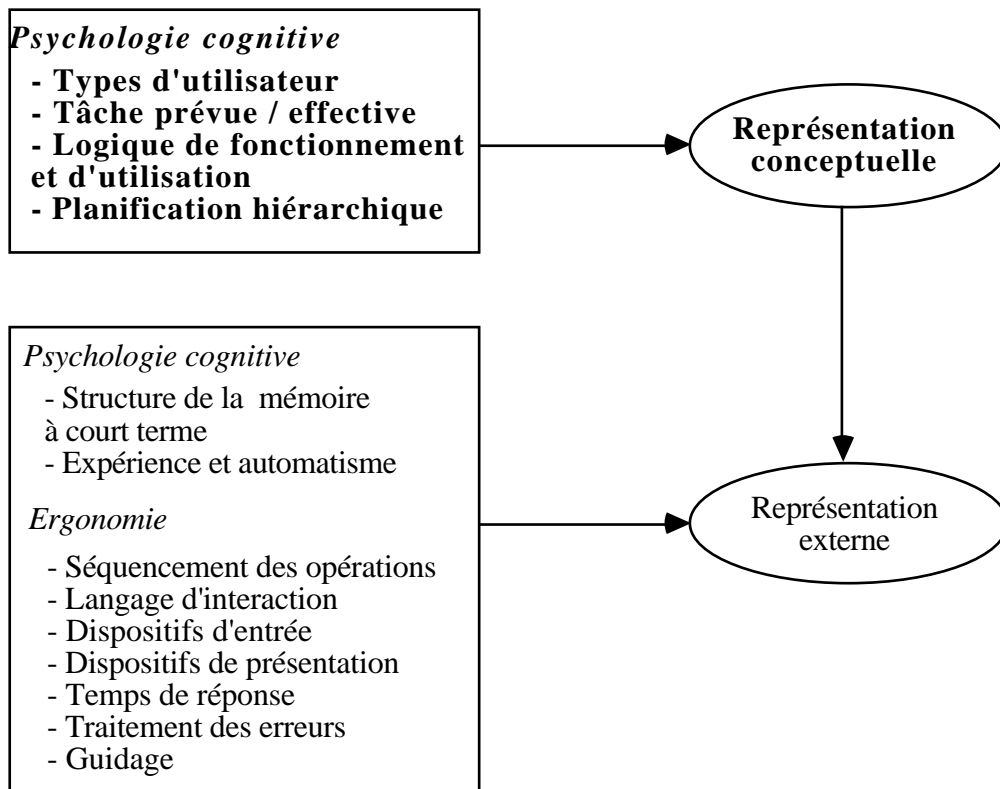 Psychologie cognitive
- Types d'utilisateur
- Tâche prévue / effective
- Logique de fonctionnement
et d'utilisation
- Planification hiérarchique
Représentation
conceptuelle
Psychologie cognitive
- Structure de la mémoire
à court terme
- Expérience et automatisme
Ergonomie
- Séquencement des opérations
- Langage d'interaction
- Dispositifs d'entrée
- Dispositifs de présentation
- Temps de réponse
- Traitement des erreurs
- Guidage
Représentation
externe